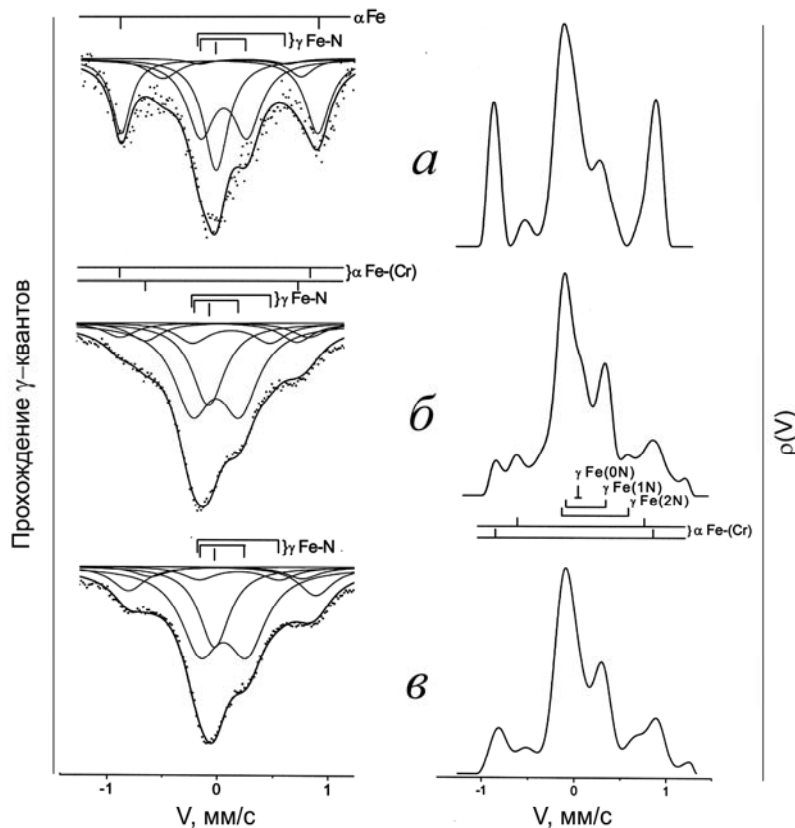 αFe
}γ Fe-N
а
Прохождение γ–квантов
ρ(V)
}α Fe-(Cr)
}γ Fe-N
б
γ Fe(0N)
γ Fe(1N)
γ Fe(2N)
}α Fe-(Cr)
}γ Fe-N
в
-1 0 1
V, мм/с
-1 0 1
V, мм/с